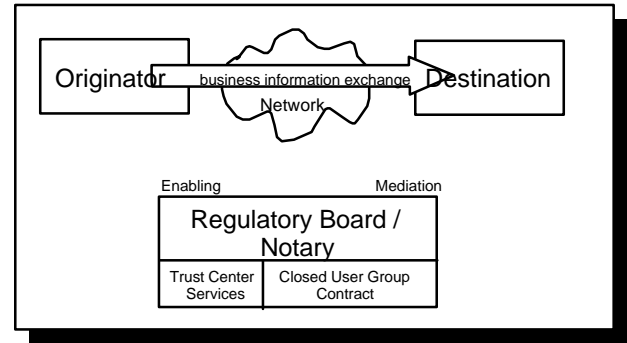 Originator
business information exchange
Destination
Network
Enabling
Mediation
Regulatory Board /
Notary
Trust Center
Services
Closed User Group
Contract